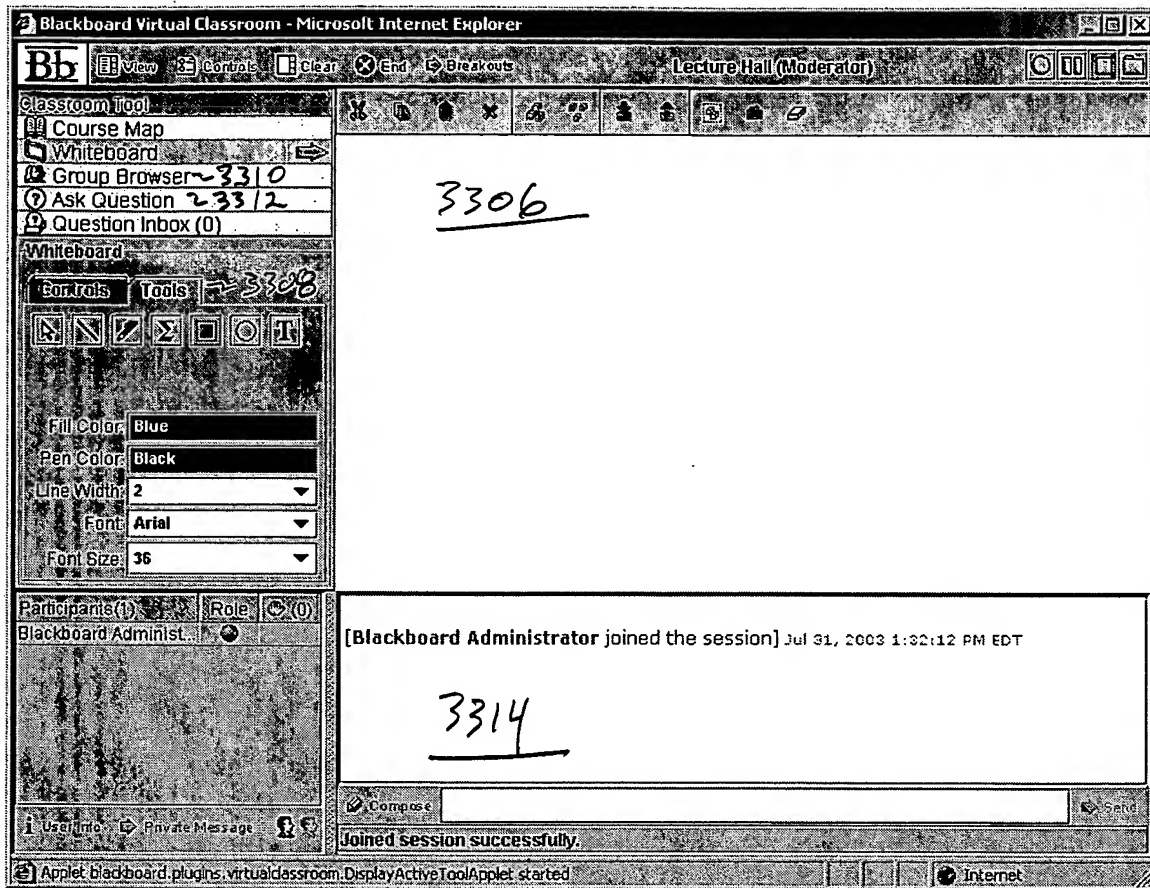 Blackboard Virtual Classroom - Microsoft Internet Explorer
Bb View Controls Clear End Breakouts Lecture Hall (Moderator)
Classroom Tool
Course Map
Whiteboard
Group Browser ~3310
Ask Question ~3312
Question Inbox (0)
3306
Whiteboard
Controls Tools ~3308
Σ T
Fill Color: Blue
Pen Color: Black
Line Width: 2
Font: Arial
Font Size: 36
Participants(1) Role (0)
Blackboard Administ...
[Blackboard Administrator joined the session] Jul 31, 2003 1:32:12 PM EDT
3314
Compose Send
User Info Private Message
Joined session successfully.
Applet blackboard.plugins.virtualclassroom.DisplayActiveToolApplet started Internet